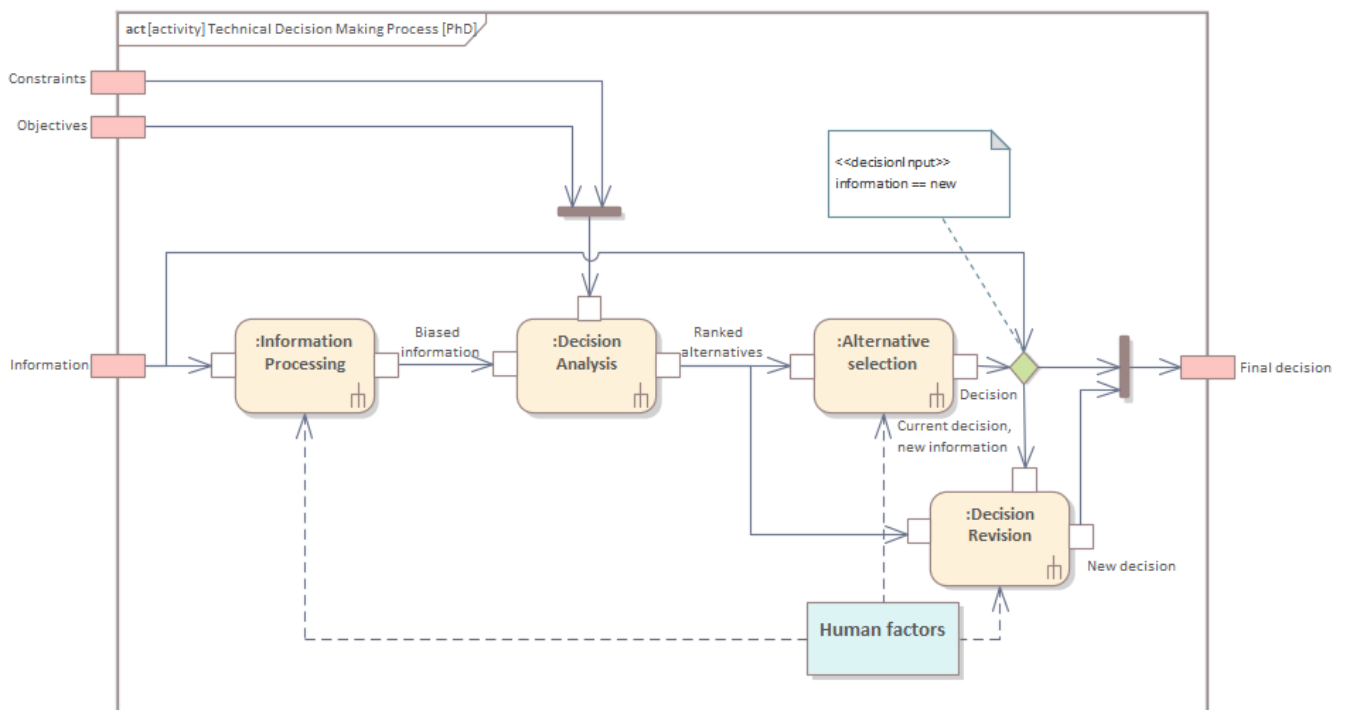 act [activity] Technical Decision Making Process [PhD]
Constraints
Objectives
<<decisionInput>>
information == new
Information
:Information
Processing
Biased
information
:Decision
Analysis
Ranked
alternatives
:Alternative
selection
Decision
Final decision
Current decision,
new information
:Decision
Revision
New decision
Human factors